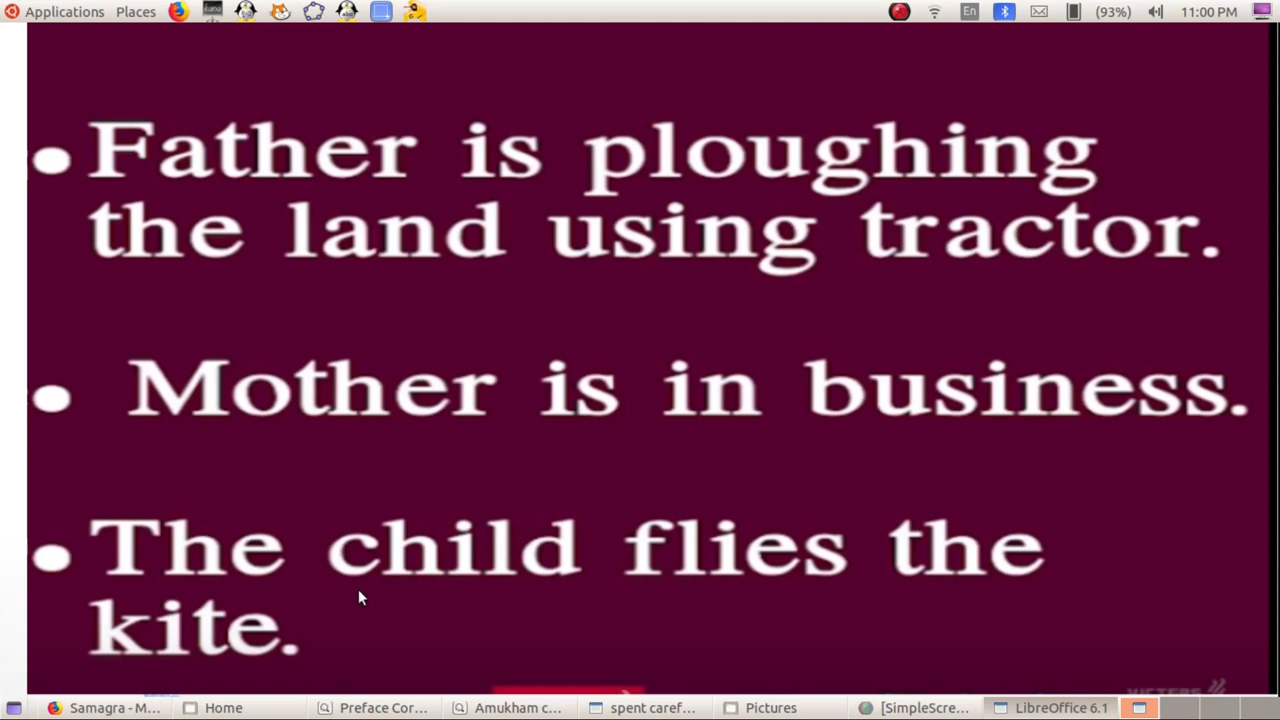 Applications Places En (93%) 11:00 PM
• Father is ploughing
the land using tractor.
• Mother is in business.
• The child flies the
kite.
VICTERS
Samagra - M... Home Preface Cor... Amukham c... spent caref... Pictures [SimpleScre... LibreOffice 6.1